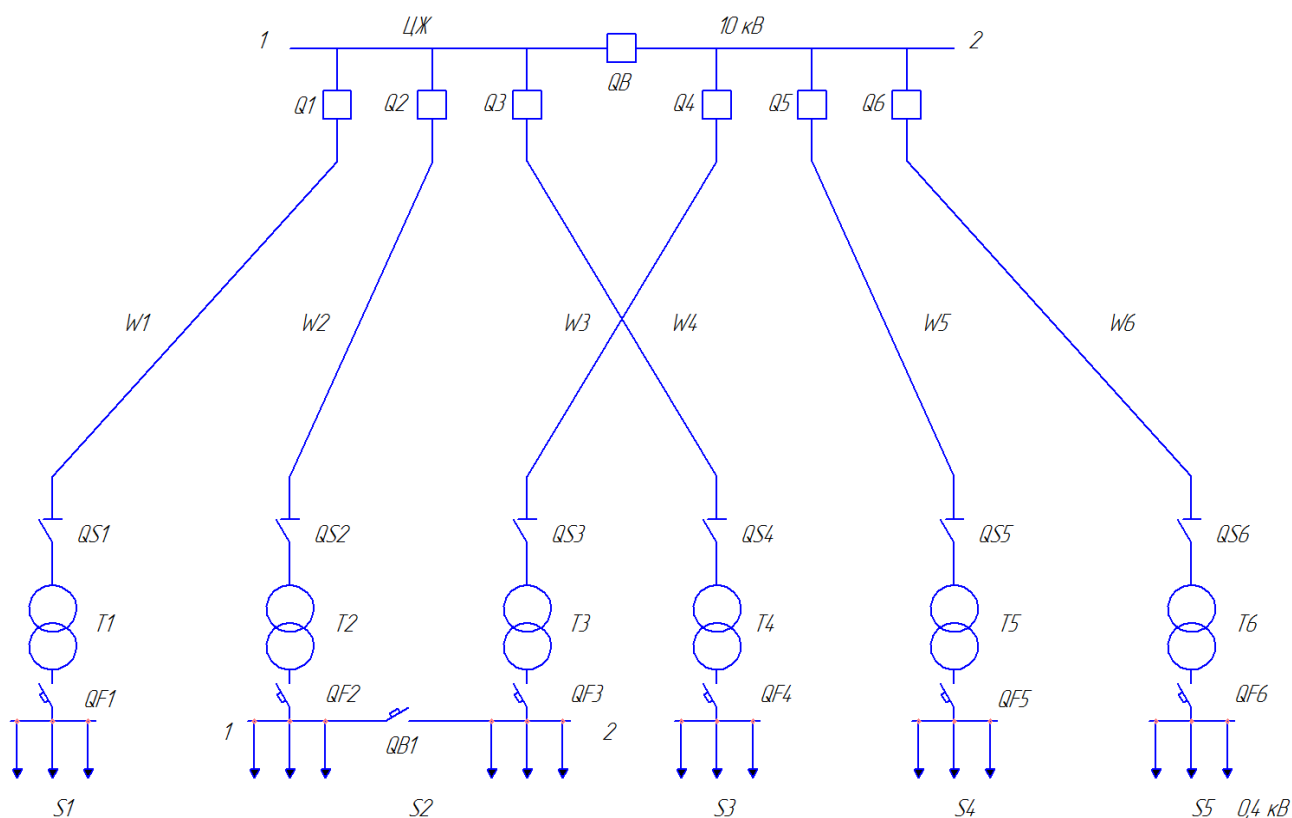 1 ЦЖ 10 кВ 2
QB
Q1 Q2 Q3 Q4 Q5 Q6
W1 W2 W3 W4 W5 W6
QS1 QS2 QS3 QS4 QS5 QS6
T1 T2 T3 T4 T5 T6
QF1 QF2 QF3 QF4 QF5 QF6
1 QB1 2
S1 S2 S3 S4 S5 0,4 кВ